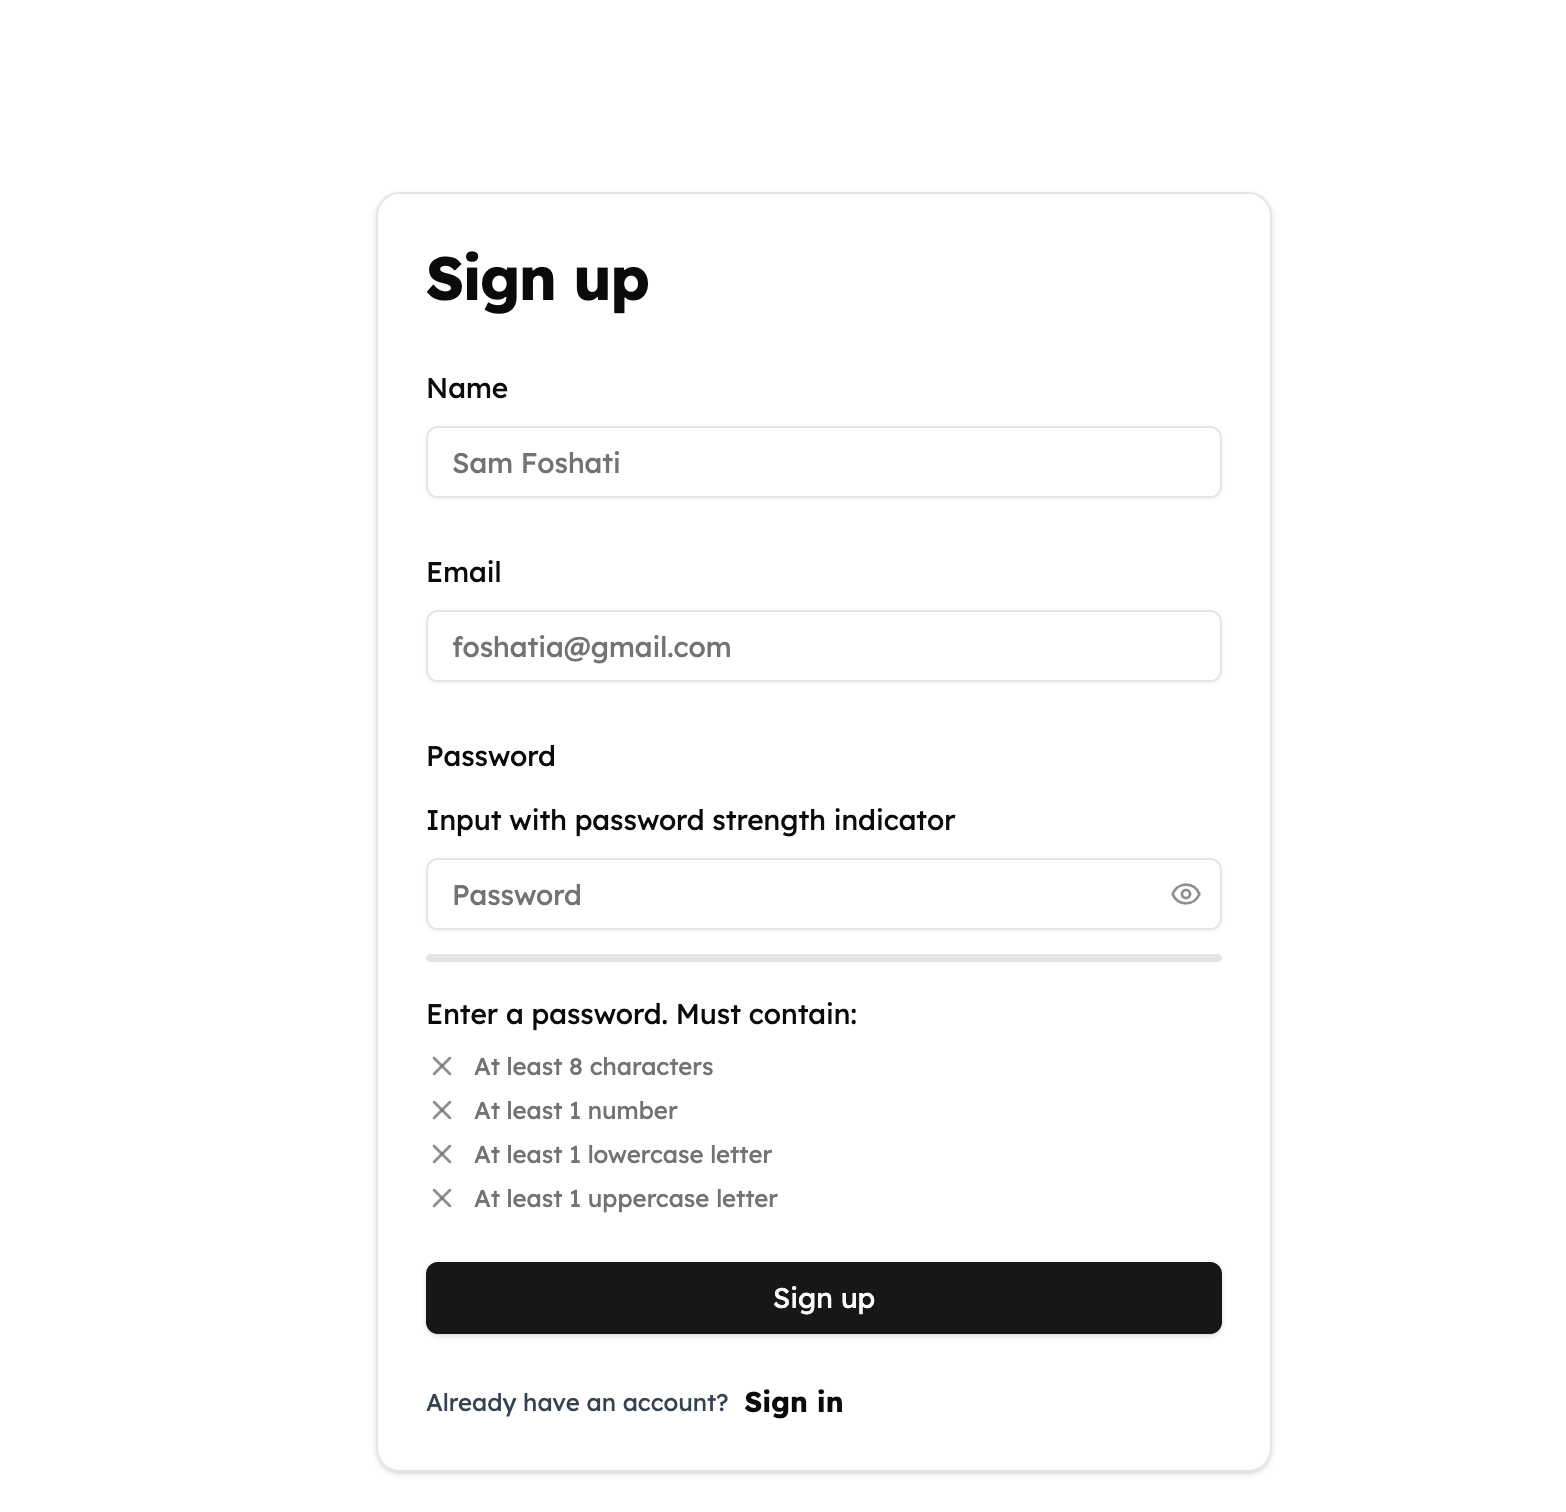 Sign up
Name
Sam Foshati
Email
foshatia@gmail.com
Password
Input with password strength indicator
Password
Enter a password. Must contain:
At least 8 characters
At least 1 number
At least 1 lowercase letter
At least 1 uppercase letter
Sign up
Already have an account? Sign in